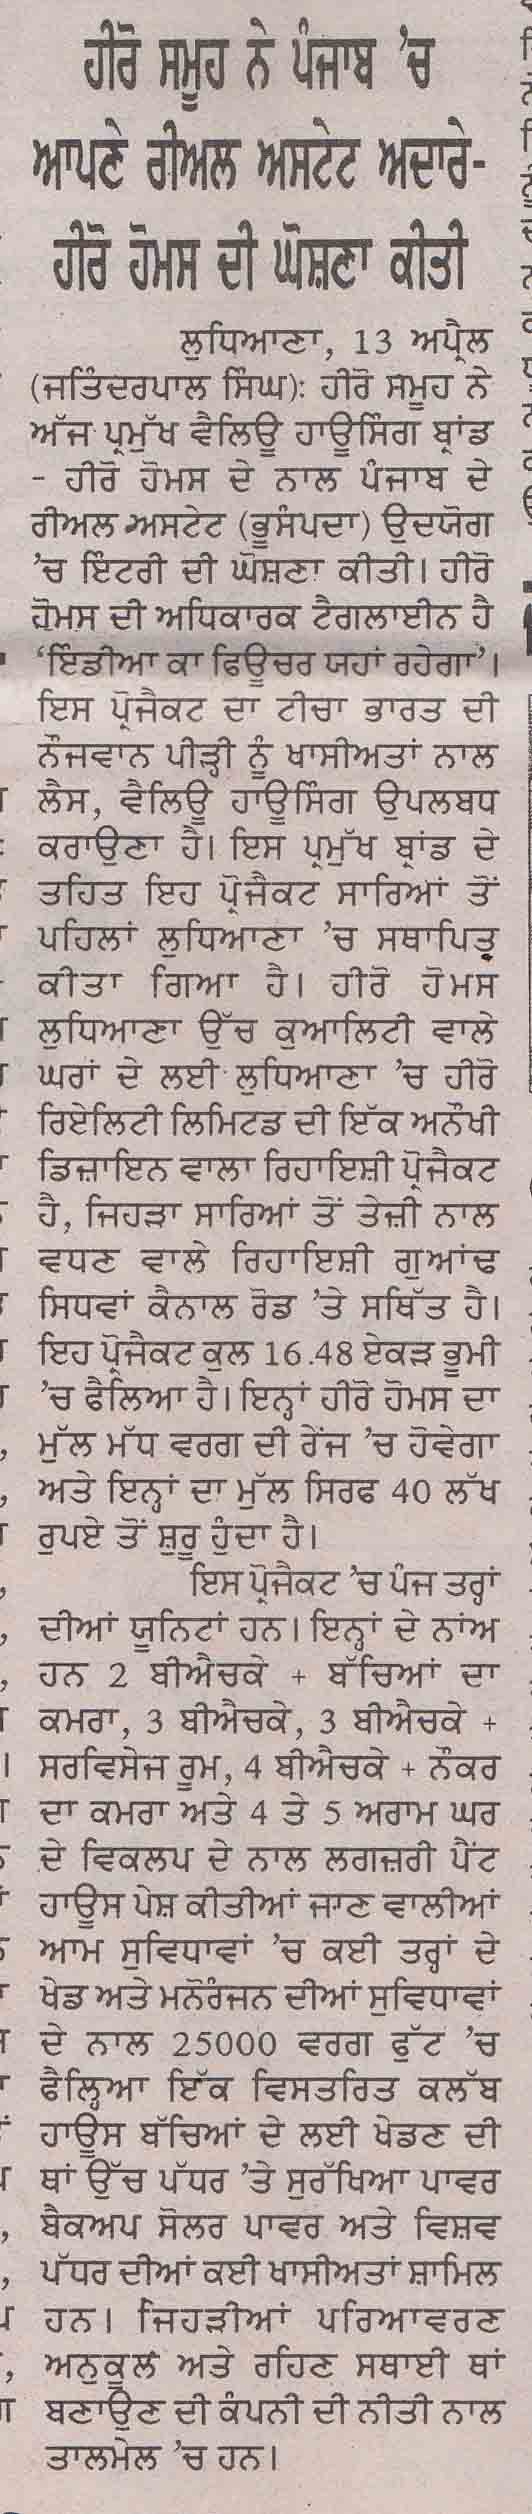 ਹੀਰੋ ਸਮੂਹ ਨੇ ਪੰਜਾਬ 'ਚ
ਆਪਣੇ ਰੀਅਲ ਅਸਟੇਟ ਅਦਾਰੇ-
ਹੀਰੋ ਹੋਮਸ ਦੀ ਘੋਸ਼ਣਾ ਕੀਤੀ
ਲੁਧਿਆਣਾ, 13 ਅਪ੍ਰੈਲ
(ਜਤਿੰਦਰਪਾਲ ਸਿੰਘ): ਹੀਰੋ ਸਮੂਹ ਨੇ
ਅੱਜ ਪ੍ਰਮੁੱਖ ਵੈਲਿਊ ਹਾਊਸਿੰਗ ਬ੍ਰਾਂਡ
- ਹੀਰੋ ਹੋਮਸ ਦੇ ਨਾਲ ਪੰਜਾਬ ਦੇ
ਰੀਅਲ ਅਸਟੇਟ (ਭੂਸੰਪਦਾ) ਉਦਯੋਗ
'ਚ ਇੰਟਰੀ ਦੀ ਘੋਸ਼ਣਾ ਕੀਤੀ। ਹੀਰੋ
ਹੋਮਸ ਦੀ ਅਧਿਕਾਰਕ ਟੈਗਲਾਈਨ ਹੈ
'ਇੰਡੀਆ ਕਾ ਫਿਊਚਰ ਯਹਾਂ ਰਹੇਗਾ'।
ਇਸ ਪ੍ਰੋਜੈਕਟ ਦਾ ਟੀਚਾ ਭਾਰਤ ਦੀ
ਨੌਜਵਾਨ ਪੀੜ੍ਹੀ ਨੂੰ ਖਾਸੀਅਤਾਂ ਨਾਲ
ਲੈਸ, ਵੈਲਿਊ ਹਾਊਸਿੰਗ ਉਪਲਬਧ
ਕਰਾਉਣਾ ਹੈ। ਇਸ ਪ੍ਰਮੁੱਖ ਬ੍ਰਾਂਡ ਦੇ
ਤਹਿਤ ਇਹ ਪ੍ਰੋਜੈਕਟ ਸਾਰਿਆਂ ਤੋਂ
ਪਹਿਲਾਂ ਲੁਧਿਆਣਾ 'ਚ ਸਥਾਪਿਤ
ਕੀਤਾ ਗਿਆ ਹੈ। ਹੀਰੋ ਹੋਮਸ
ਲੁਧਿਆਣਾ ਉੱਚ ਕੁਆਲਿਟੀ ਵਾਲੇ
ਘਰਾਂ ਦੇ ਲਈ ਲੁਧਿਆਣਾ 'ਚ ਹੀਰੋ
ਰਿਏਲਿਟੀ ਲਿਮਿਟਡ ਦੀ ਇੱਕ ਅਨੌਖੀ
ਡਿਜ਼ਾਇਨ ਵਾਲਾ ਰਿਹਾਇਸ਼ੀ ਪ੍ਰੋਜੈਕਟ
ਹੈ, ਜਿਹੜਾ ਸਾਰਿਆਂ ਤੋਂ ਤੇਜ਼ੀ ਨਾਲ
ਵਧਣ ਵਾਲੇ ਰਿਹਾਇਸ਼ੀ ਗੁਆਂਢ
ਸਿਧਵਾਂ ਕੈਨਾਲ ਰੋਡ 'ਤੇ ਸਥਿੱਤ ਹੈ।
ਇਹ ਪ੍ਰੋਜੈਕਟ ਕੁਲ 16.48 ਏਕੜ ਭੂਮੀ
'ਚ ਫੈਲਿਆ ਹੈ। ਇਨ੍ਹਾਂ ਹੀਰੋ ਹੋਮਸ ਦਾ
ਮੁੱਲ ਮੱਧ ਵਰਗ ਦੀ ਰੇਂਜ 'ਚ ਹੋਵੇਗਾ
ਅਤੇ ਇਨ੍ਹਾਂ ਦਾ ਮੁੱਲ ਸਿਰਫ 40 ਲੱਖ
ਰੁਪਏ ਤੋਂ ਸ਼ੁਰੂ ਹੁੰਦਾ ਹੈ।
ਇਸ ਪ੍ਰੋਜੈਕਟ 'ਚ ਪੰਜ ਤਰ੍ਹਾਂ
ਦੀਆਂ ਯੂਨਿਟਾਂ ਹਨ। ਇਨ੍ਹਾਂ ਦੇ ਨਾਂਅ
ਹਨ 2 ਬੀਐਚਕੇ + ਬੱਚਿਆਂ ਦਾ
ਕਮਰਾ, 3 ਬੀਐਚਕੇ, 3 ਬੀਐਚਕੇ +
ਸਰਵਿਸੇਜ ਰੂਮ, 4 ਬੀਐਚਕੇ + ਨੌਕਰ
ਦਾ ਕਮਰਾ ਅਤੇ 4 ਤੇ 5 ਅਰਾਮ ਘਰ
ਦੇ ਵਿਕਲਪ ਦੇ ਨਾਲ ਲਗਜ਼ਰੀ ਪੈਂਟ
ਹਾਊਸ ਪੇਸ਼ ਕੀਤੀਆਂ ਜਾਣ ਵਾਲੀਆਂ
ਆਮ ਸੁਵਿਧਾਵਾਂ 'ਚ ਕਈ ਤਰ੍ਹਾਂ ਦੇ
ਖੇਡ ਅਤੇ ਮਨੋਰੰਜਨ ਦੀਆਂ ਸੁਵਿਧਾਵਾਂ
ਦੇ ਨਾਲ 25000 ਵਰਗ ਫੁੱਟ 'ਚ
ਫੈਲ੍ਹਿਆ ਇੱਕ ਵਿਸਤਰਿਤ ਕਲੱਬ
ਹਾਊਸ ਬੱਚਿਆਂ ਦੇ ਲਈ ਖੇਡਣ ਦੀ
ਥਾਂ ਉੱਚ ਪੱਧਰ 'ਤੇ ਸੁਰੱਖਿਆ ਪਾਵਰ
ਬੈਕਅਪ ਸੋਲਰ ਪਾਵਰ ਅਤੇ ਵਿਸ਼ਵ
ਪੱਧਰ ਦੀਆਂ ਕਈ ਖਾਸੀਅਤਾਂ ਸ਼ਾਮਿਲ
ਹਨ। ਜਿਹੜੀਆਂ ਪਰਿਆਵਰਣ
ਅਨੁਕੂਲ ਅਤੇ ਰਹਿਣ ਸਥਾਈ ਥਾਂ
ਬਣਾਉਣ ਦੀ ਕੰਪਨੀ ਦੀ ਨੀਤੀ ਨਾਲ
ਤਾਲਮੇਲ 'ਚ ਹਨ।